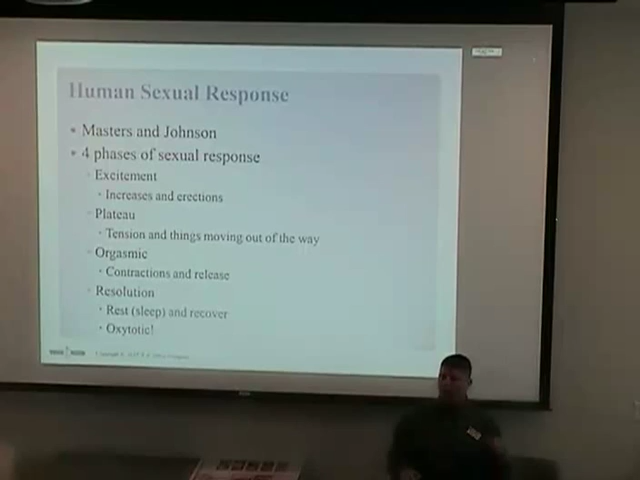 Human Sexual Response
• Masters and Johnson
• 4 phases of sexual response
Excitement
• Increases and erections
Plateau
• Tension and things moving out of the way
Orgasmic
• Contractions and release
Resolution
• Rest (sleep) and recover
• Oxytotic!